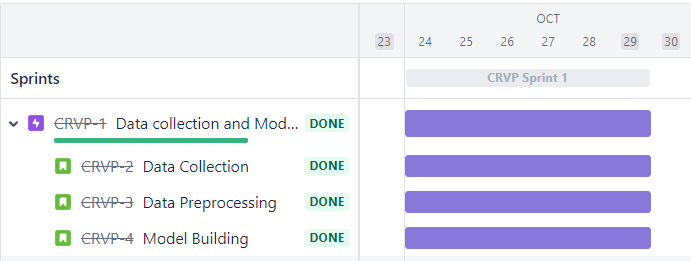 OCT
23 24 25 26 27 28 29 30
Sprints CRVP Sprint 1
CRVP-1 Data collection and Mod... DONE
CRVP-2 Data Collection DONE
CRVP-3 Data Preprocessing DONE
CRVP-4 Model Building DONE